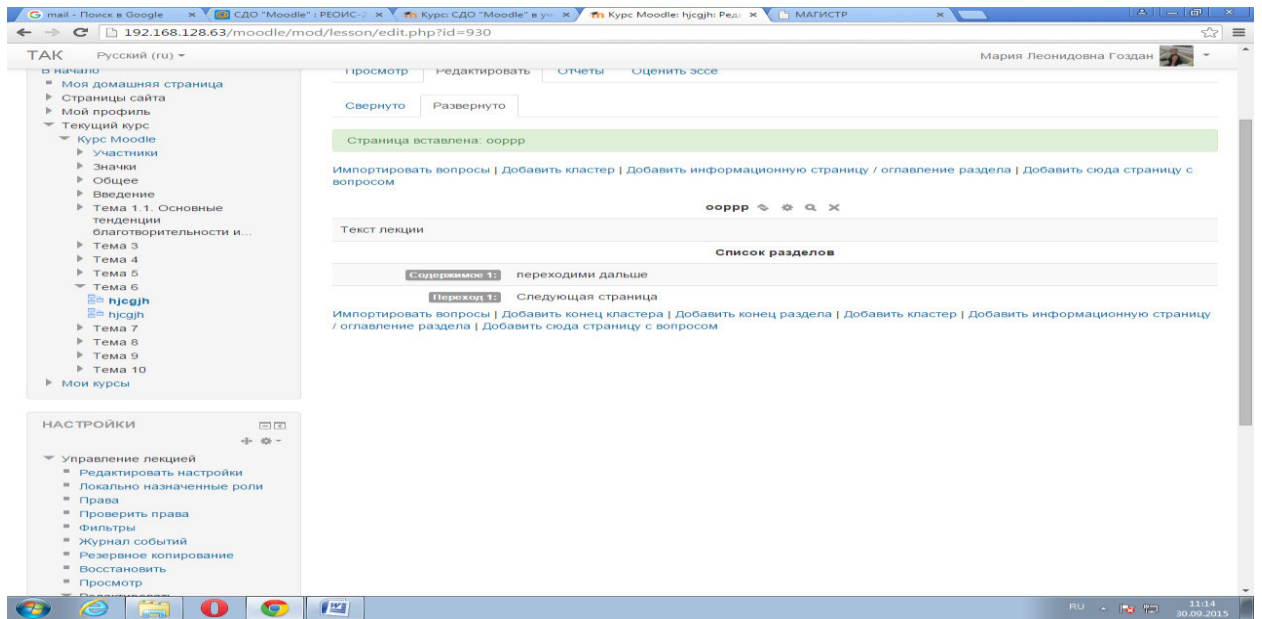 mail - Поиск в Google
СДО "Moodle" : РЕОИС-2
Курс: СДО "Moodle" в у
Курс Moodle: hjcgjh: Реда
МАГИСТР
192.168.128.63/moodle/mod/lesson/edit.php?id=930
ТАК Русский (ru)
Мария Леонидовна Гоздан
В начало
Моя домашняя страница
Страницы сайта
Мой профиль
Текущий курс
Курс Moodle
Участники
Значки
Общее
Введение
Тема 1.1. Основные
тенденции
благотворительности и...
Тема 3
Тема 4
Тема 5
Тема 6
hjcgjh
hjcgjh
Тема 7
Тема 8
Тема 9
Тема 10
Мои курсы
НАСТРОЙКИ
Управление лекцией
Редактировать настройки
Локально назначенные роли
Права
Проверить права
Фильтры
Журнал событий
Резервное копирование
Восстановить
Просмотр
Редактировать
Просмотр Редактировать Отчеты Оценить эссе
Свернуто Развернуто
Страница вставлена: ооррр
Импортировать вопросы | Добавить кластер | Добавить информационную страницу / оглавление раздела | Добавить сюда страницу с
вопросом
ооррр
Текст лекции
Список разделов
Содержимое 1: переходими дальше
Переход 1: Следующая страница
Импортировать вопросы | Добавить конец кластера | Добавить конец раздела | Добавить кластер | Добавить информационную страницу
/ оглавление раздела | Добавить сюда страницу с вопросом
RU
11:14
30.09.2015